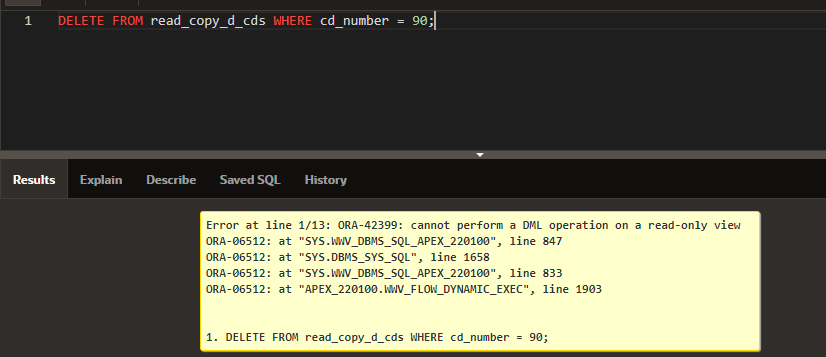 1 DELETE FROM read_copy_d_cds WHERE cd_number = 90;
Results Explain Describe Saved SQL History
Error at line 1/13: ORA-42399: cannot perform a DML operation on a read-only view
ORA-06512: at "SYS.WWV_DBMS_SQL_APEX_220100", line 847
ORA-06512: at "SYS.DBMS_SYS_SQL", line 1658
ORA-06512: at "SYS.WWV_DBMS_SQL_APEX_220100", line 833
ORA-06512: at "APEX_220100.WWV_FLOW_DYNAMIC_EXEC", line 1903
1. DELETE FROM read_copy_d_cds WHERE cd_number = 90;